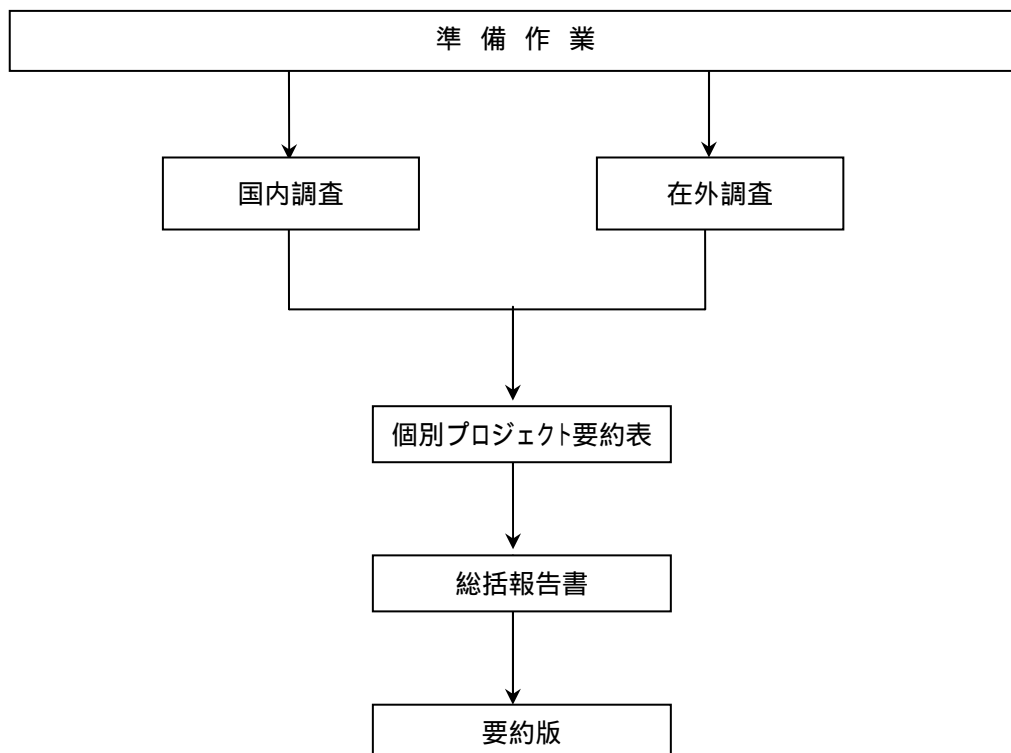 準 備 作 業
国内調査
在外調査
個別プロジェクト要約表
総括報告書
要約版